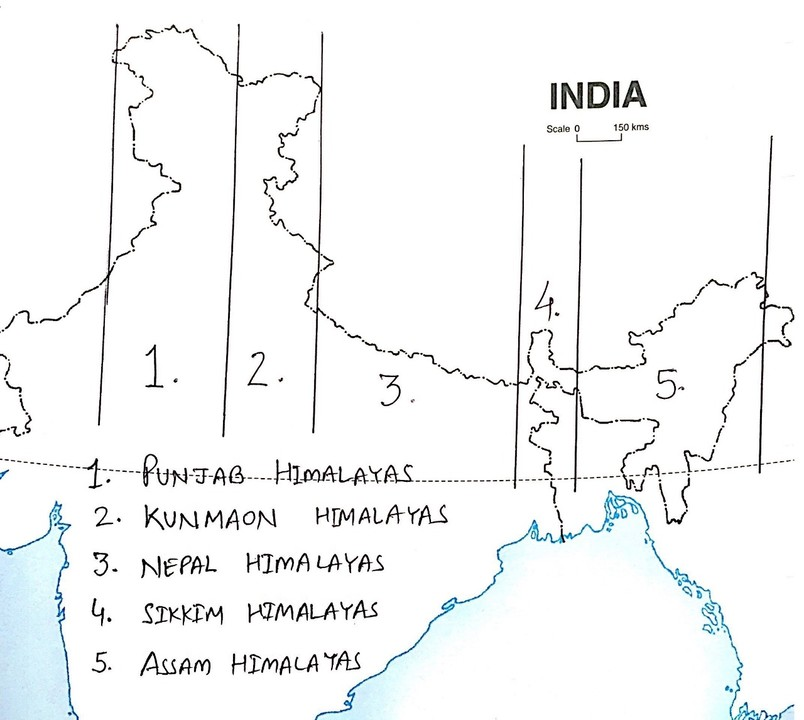 INDIA
Scale 0 150 kms
4.
1. 2. 3. 5.
1. PUNJAB HIMALAYAS
2. KUNMAON HIMALAYAS
3. NEPAL HIMALAYAS
4. SIKKIM HIMALAYAS
5. ASSAM HIMALAYAS